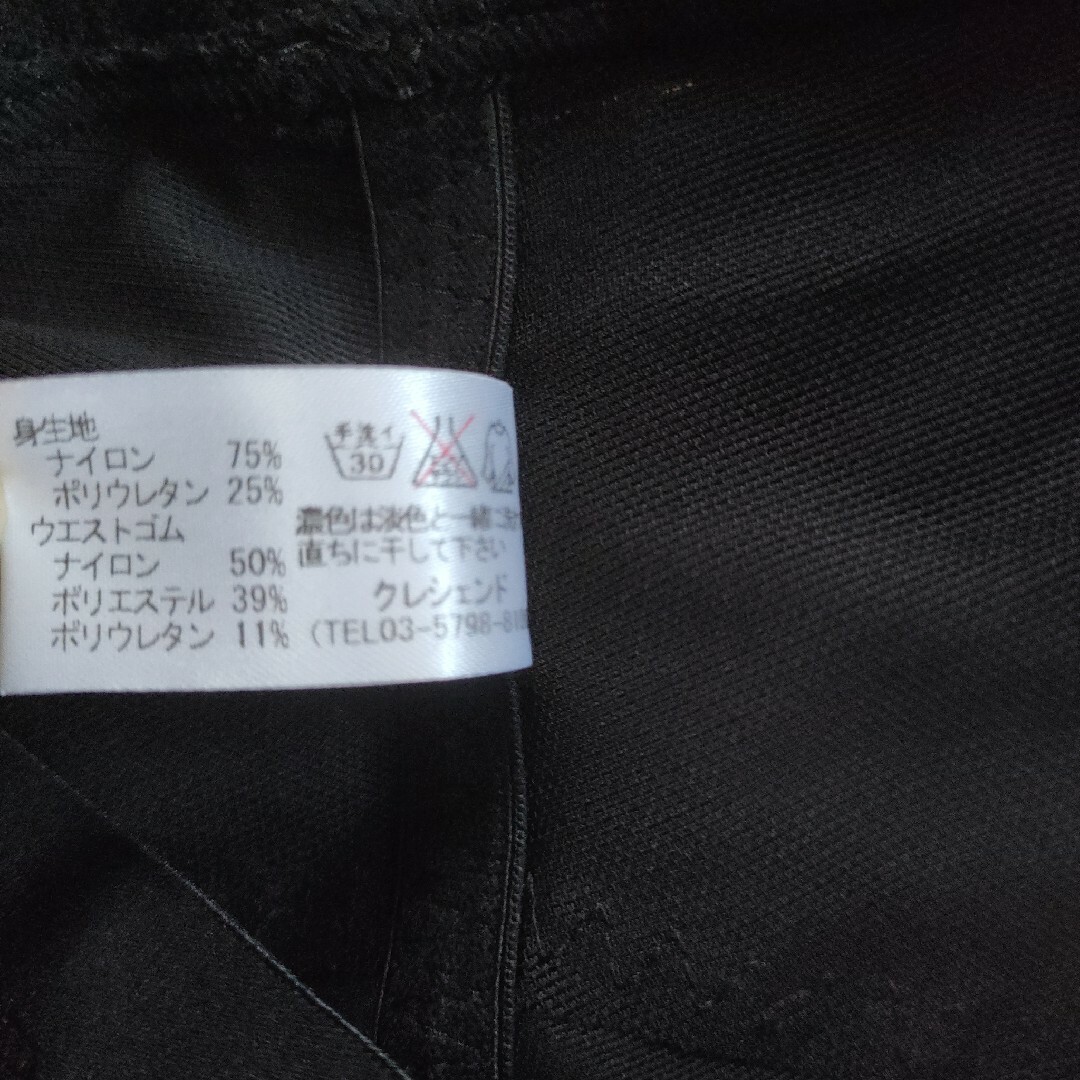 身生地
ナイロン 75%
ポリウレタン 25%
ウエストゴム
ナイロン 50%
ポリエステル 39%
ポリウレタン 11%
手洗イ
30
濃色は淡色と一緒に
直ちに干して下さい
クレシェンド
(TEL03-5798-81